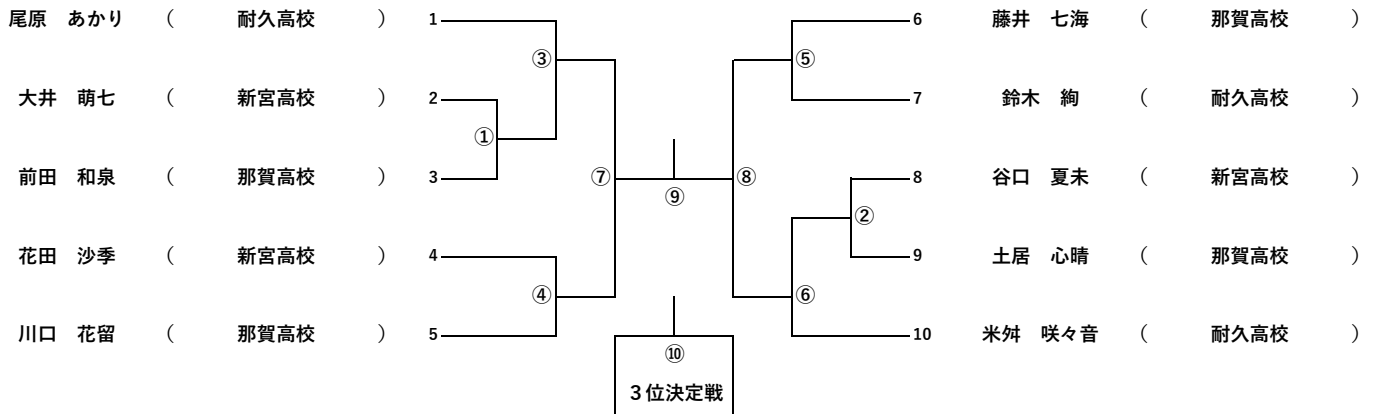 尾原　あかり　（　耐久高校　）　1　6　藤井　七海　（　那賀高校　）
③　⑤
大井　萌七　（　新宮高校　）　2　7　鈴木　絢　（　耐久高校　）
①
前田　和泉　（　那賀高校　）　3　⑦　⑧　8　谷口　夏未　（　新宮高校　）
⑨
②
花田　沙季　（　新宮高校　）　4　9　土居　心晴　（　那賀高校　）
④　⑥
川口　花留　（　那賀高校　）　5　10　米舛　咲々音　（　耐久高校　）
⑩
３位決定戦